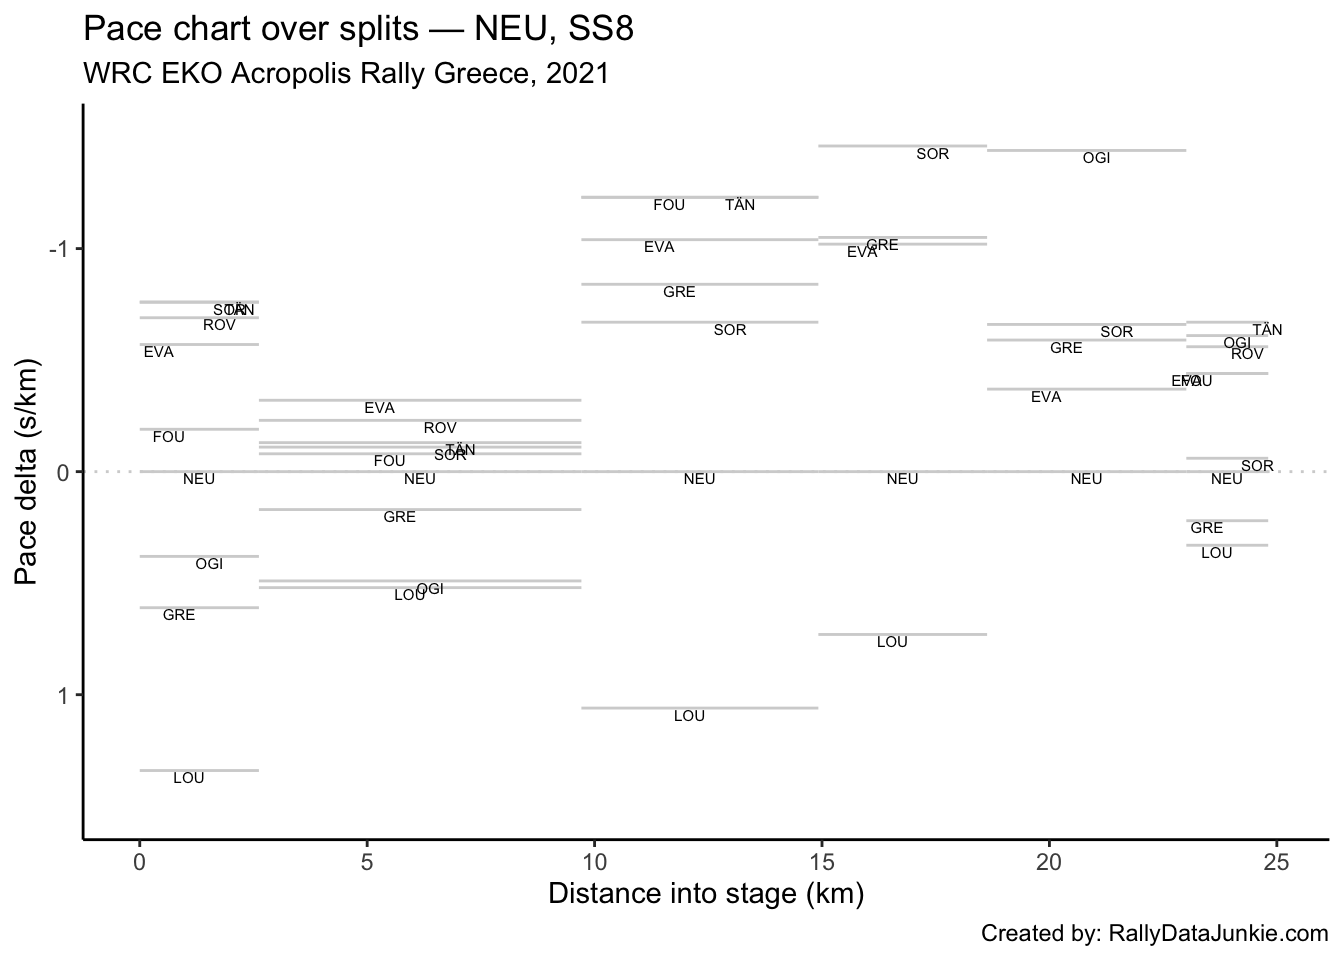 Pace chart over splits — NEU, SS8
WRC EKO Acropolis Rally Greece, 2021
Pace delta (s/km)
-1
0
1
SOR
OGI
FOU TÄN
EVA
GRE
EVA
GRE
SOR
SOR
TÄN
ROV
EVA
FOU
EVA
ROV
TÄN
SOR
FOU
SOR
GRE
EVA
TÄN
OGI
ROV
EVA
FOU
SOR
NEU NEU NEU NEU NEU NEU
GRE
OGI
GRE
OGI
LOU
GRE
LOU
LOU
LOU
LOU
0 5 10 15 20 25
Distance into stage (km)
Created by: RallyDataJunkie.com